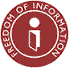 FREEDOM OF INFORMATION